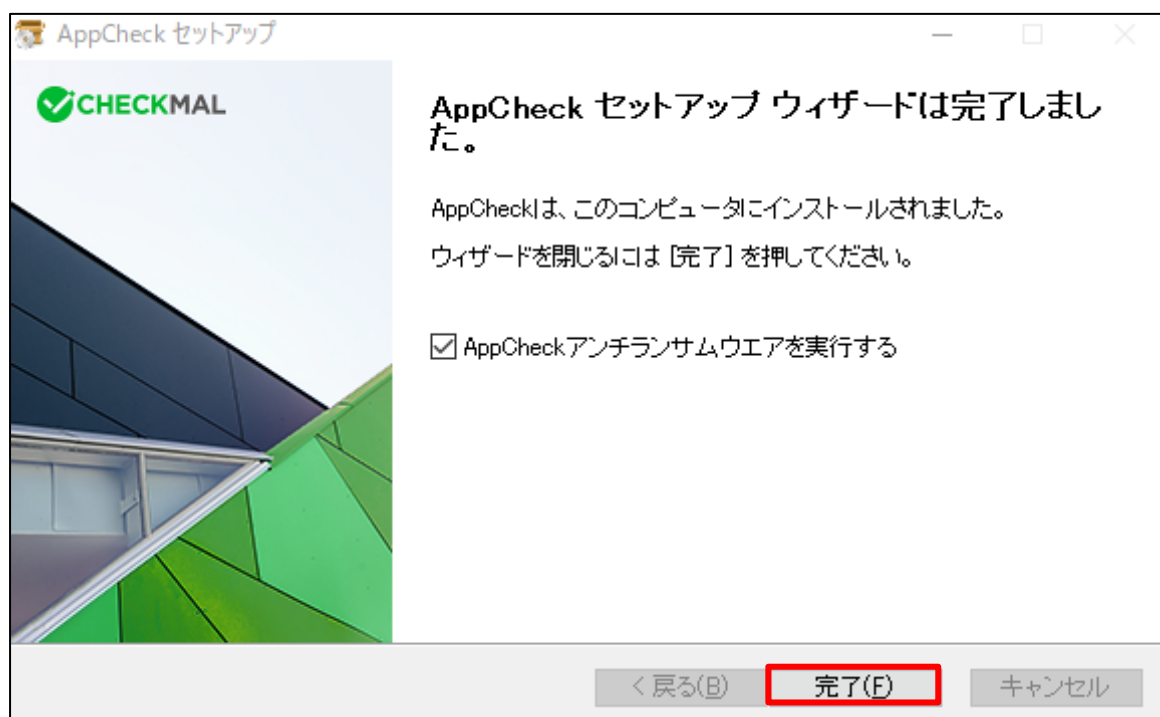 AppCheck セットアップ
CHECKMAL
AppCheck セットアップ ウィザードは完了しまし
た。
AppCheckは、このコンピュータにインストールされました。
ウィザードを閉じるには [完了] を押してください。
AppCheckアンチランサムウエアを実行する
< 戻る(B)
完了(F)
キャンセル